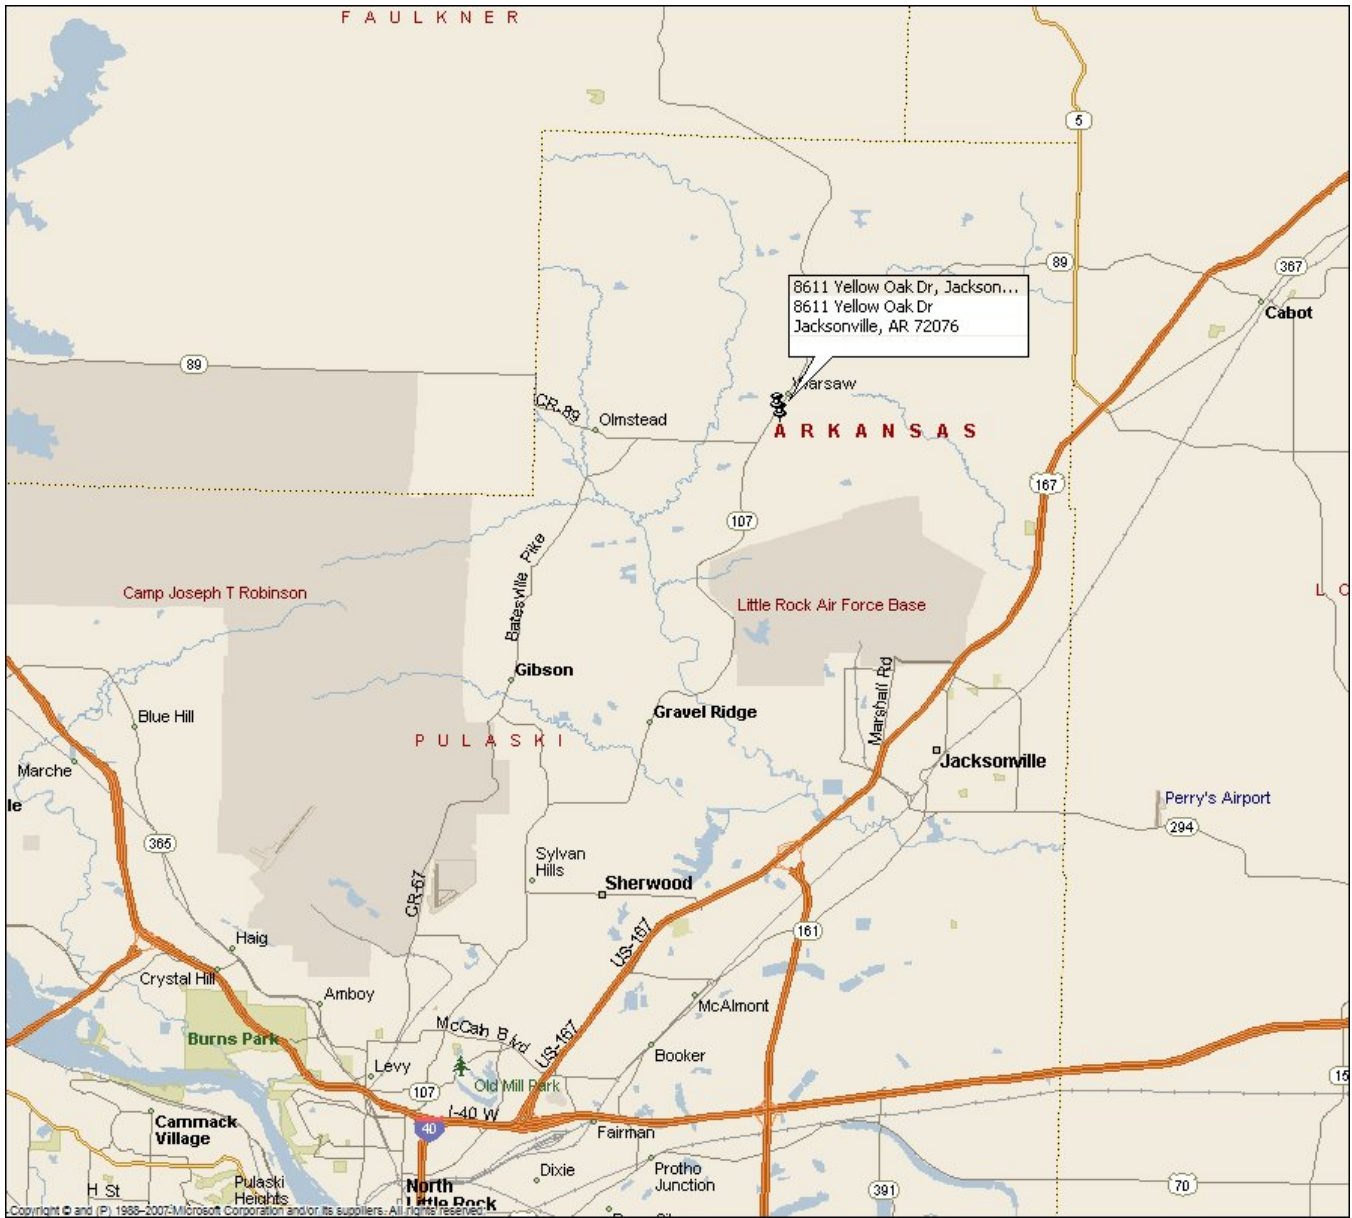 FAULKNER
5
89
367
8611 Yellow Oak Dr, Jackson...
8611 Yellow Oak Dr
Jacksonville, AR 72076
Cabot
89
Warsaw
CR-89
Olmstead
ARKANSAS
167
107
Batesville Pike
Camp Joseph T Robinson
Little Rock Air Force Base
L O
Gibson
Marshall Rd
Blue Hill
Gravel Ridge
PULASKI
Marche
Jacksonville
le
Perry's Airport
294
365
Sylvan
Hills
CR-67
Sherwood
US-167
161
Haig
Crystal Hill
Amboy
McAlmont
McCain Blvd
US-167
Burns Park
Booker
Levy
Old Mill Park
15
107
I-40 W
40
Cammack
Village
Fairman
Dixie
Protho
Junction
Pulaski
Heights
H St
North
Little Rock
391
70
Copyright © and (P) 1988–2007 Microsoft Corporation and/or its suppliers. All rights reserved.